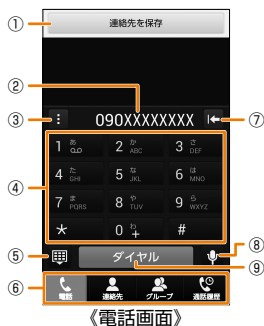 ① 連絡先を保存
②
③ 090XXXXXXXX ⑦
④
1 あ 2 か ABC 3 さ DEF
4 た GHI 5 な JKL 6 は MNO
7 ま PQRS 8 や TUV 9 ら WXYZ
* 0 わ + #
⑤ ダイヤル ⑧
⑨
⑥ 電話 連絡先 グループ 通話履歴
《電話画面》